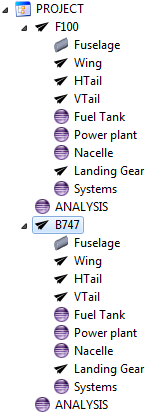 PROJECT
F100
Fuselage
Wing
HTail
VTail
Fuel Tank
Power plant
Nacelle
Landing Gear
Systems
ANALYSIS
B747
Fuselage
Wing
HTail
VTail
Fuel Tank
Power plant
Nacelle
Landing Gear
Systems
ANALYSIS